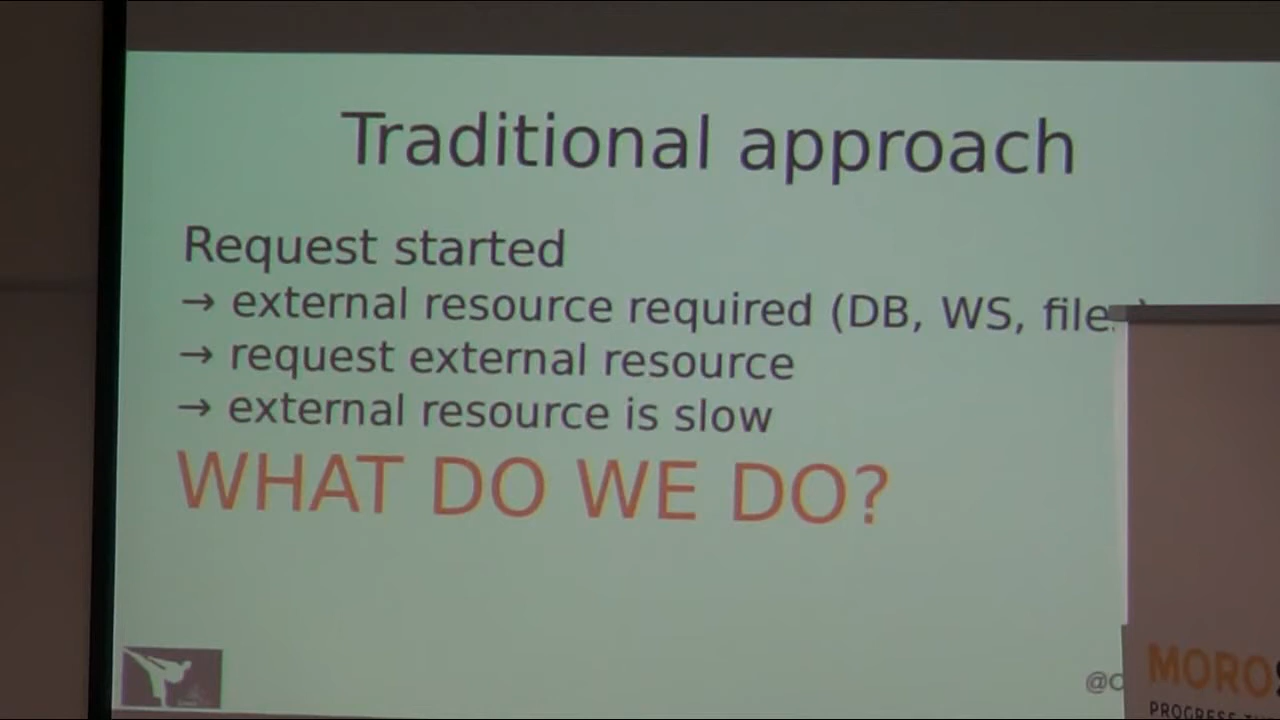 Traditional approach
Request started
→ external resource required (DB, WS, file
→ request external resource
→ external resource is slow
WHAT DO WE DO?
MORO